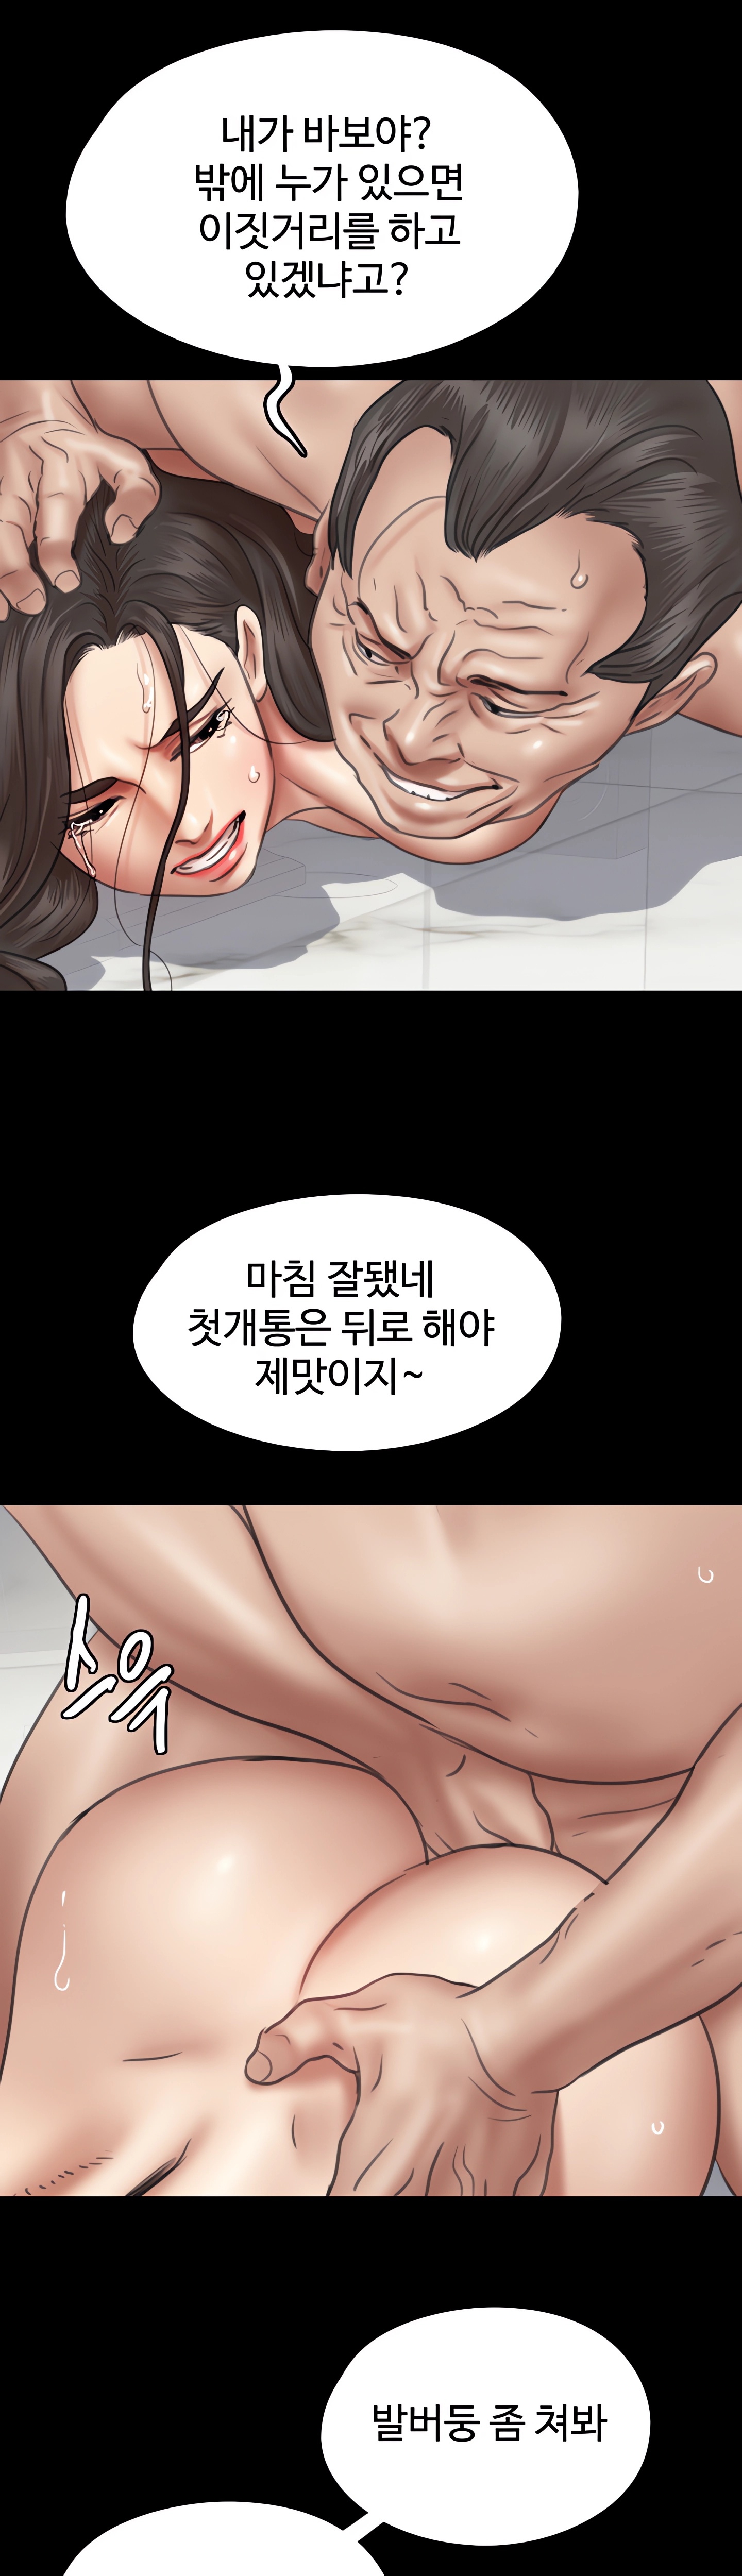 내가 바보야?
밖에 누가 있으면
이짓거리를 하고
있겠냐고?
마침 잘됐네
첫개통은 뒤로 해야
제맛이지~
스윽
발버둥 좀 쳐봐